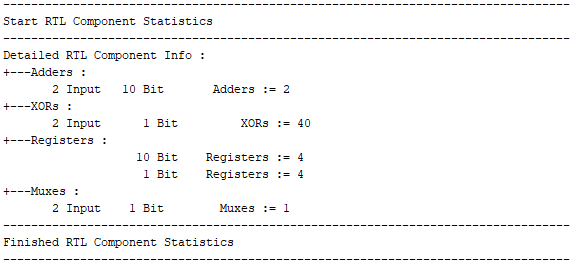 ---------------------------------------------------------------------------------
Start RTL Component Statistics
---------------------------------------------------------------------------------
Detailed RTL Component Info :
+---Adders :
       2 Input   10 Bit       Adders := 2
+---XORs :
       2 Input      1 Bit         XORs := 40
+---Registers :
                   10 Bit    Registers := 4
                    1 Bit    Registers := 4
+---Muxes :
       2 Input    1 Bit        Muxes := 1
---------------------------------------------------------------------------------
Finished RTL Component Statistics
---------------------------------------------------------------------------------